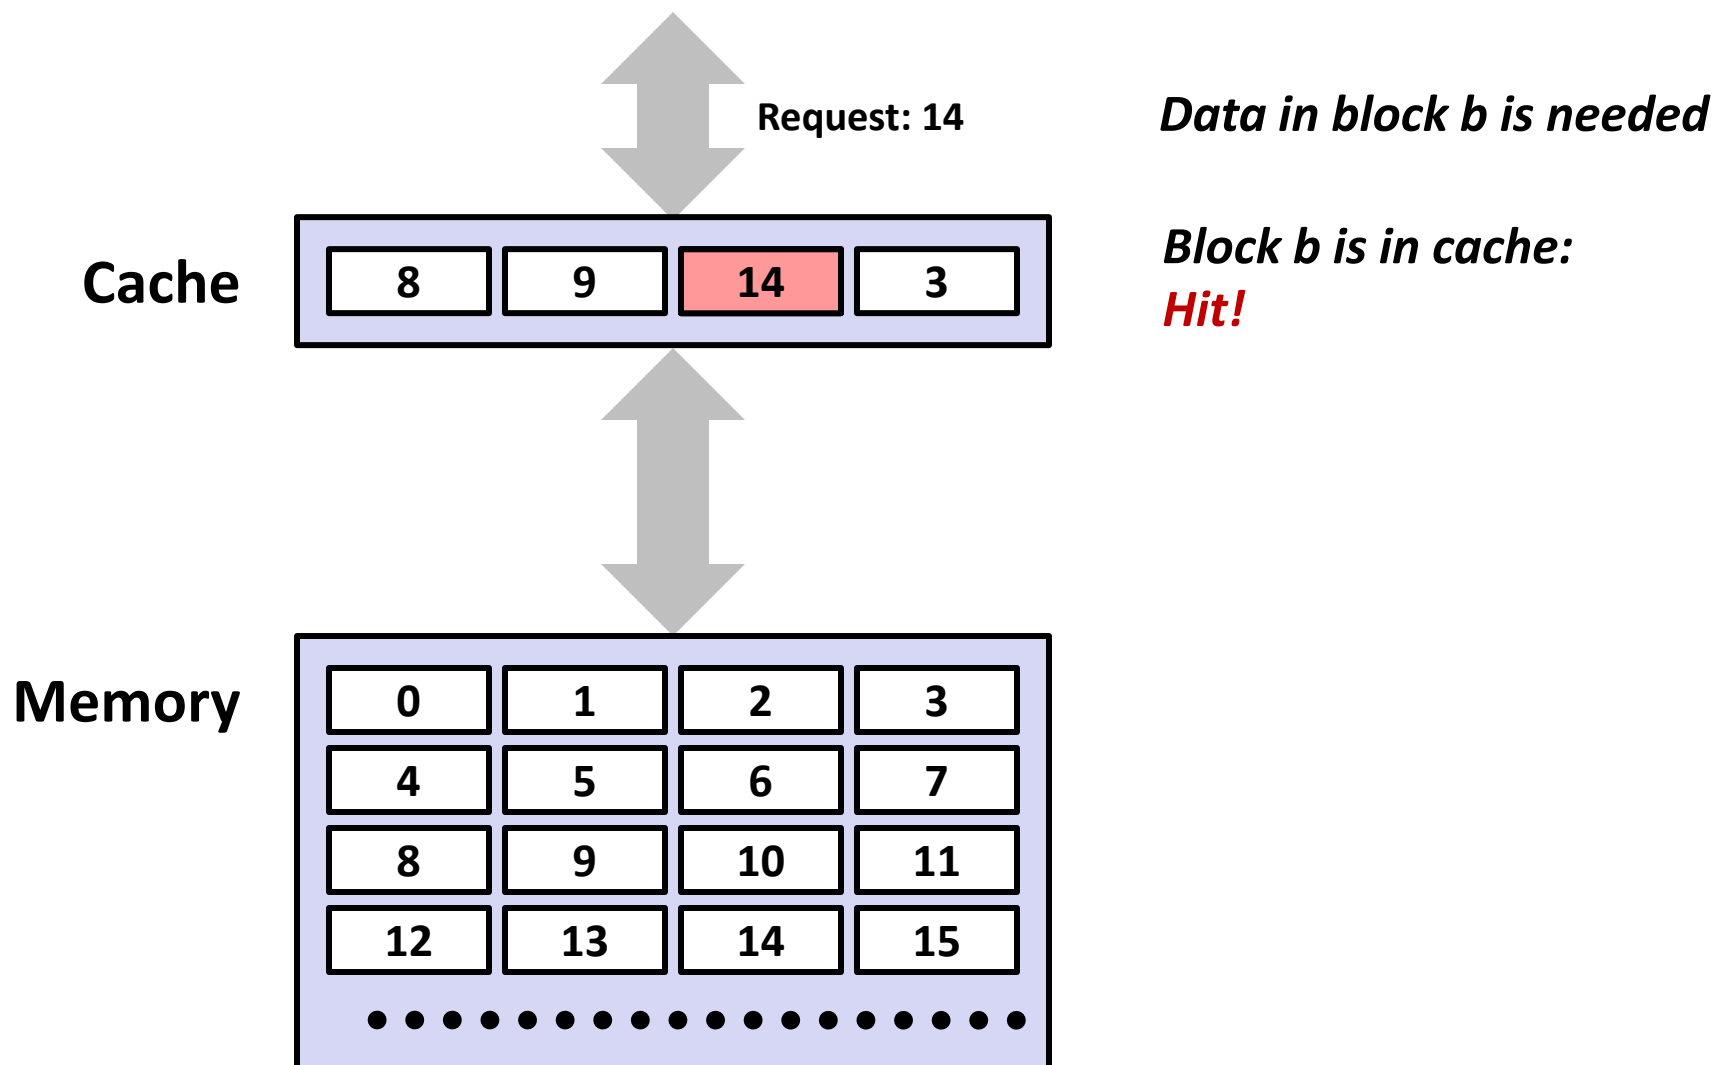 Request: 14
Data in block b is needed
Cache
8 9 14 3
Block b is in cache:
Hit!
Memory
0 1 2 3
4 5 6 7
8 9 10 11
12 13 14 15